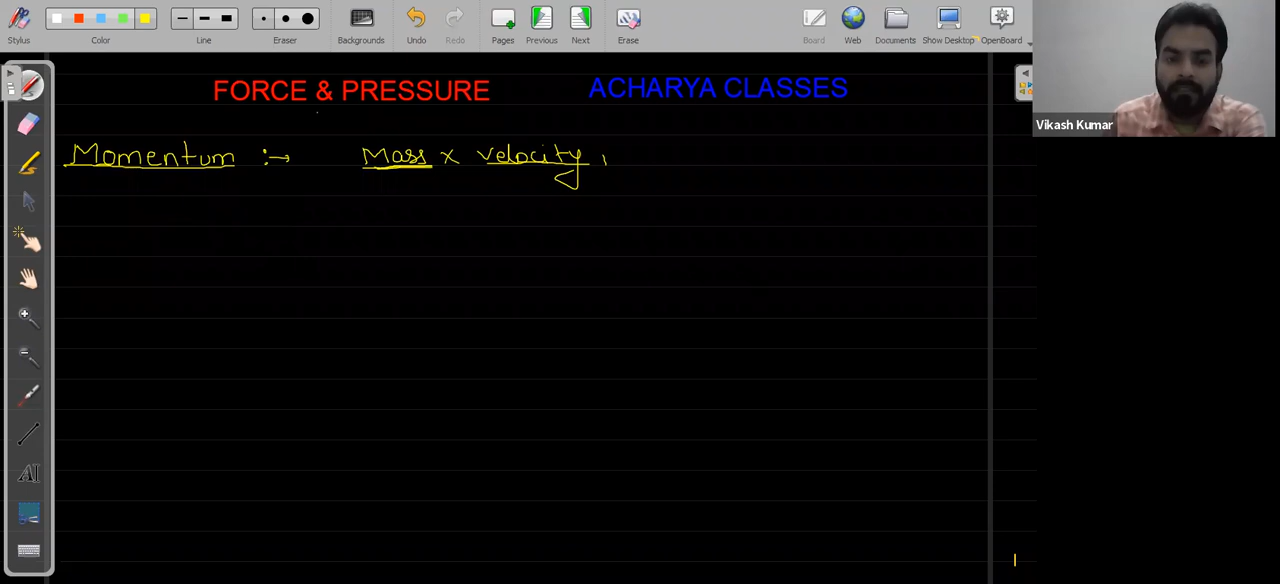 Stylus Color Line Eraser Backgrounds Undo Redo Pages Previous Next Erase Board Web Documents Show Desktop OpenBoard
FORCE & PRESSURE ACHARYA CLASSES
Vikash Kumar
Momentum :→ Mass x velocity